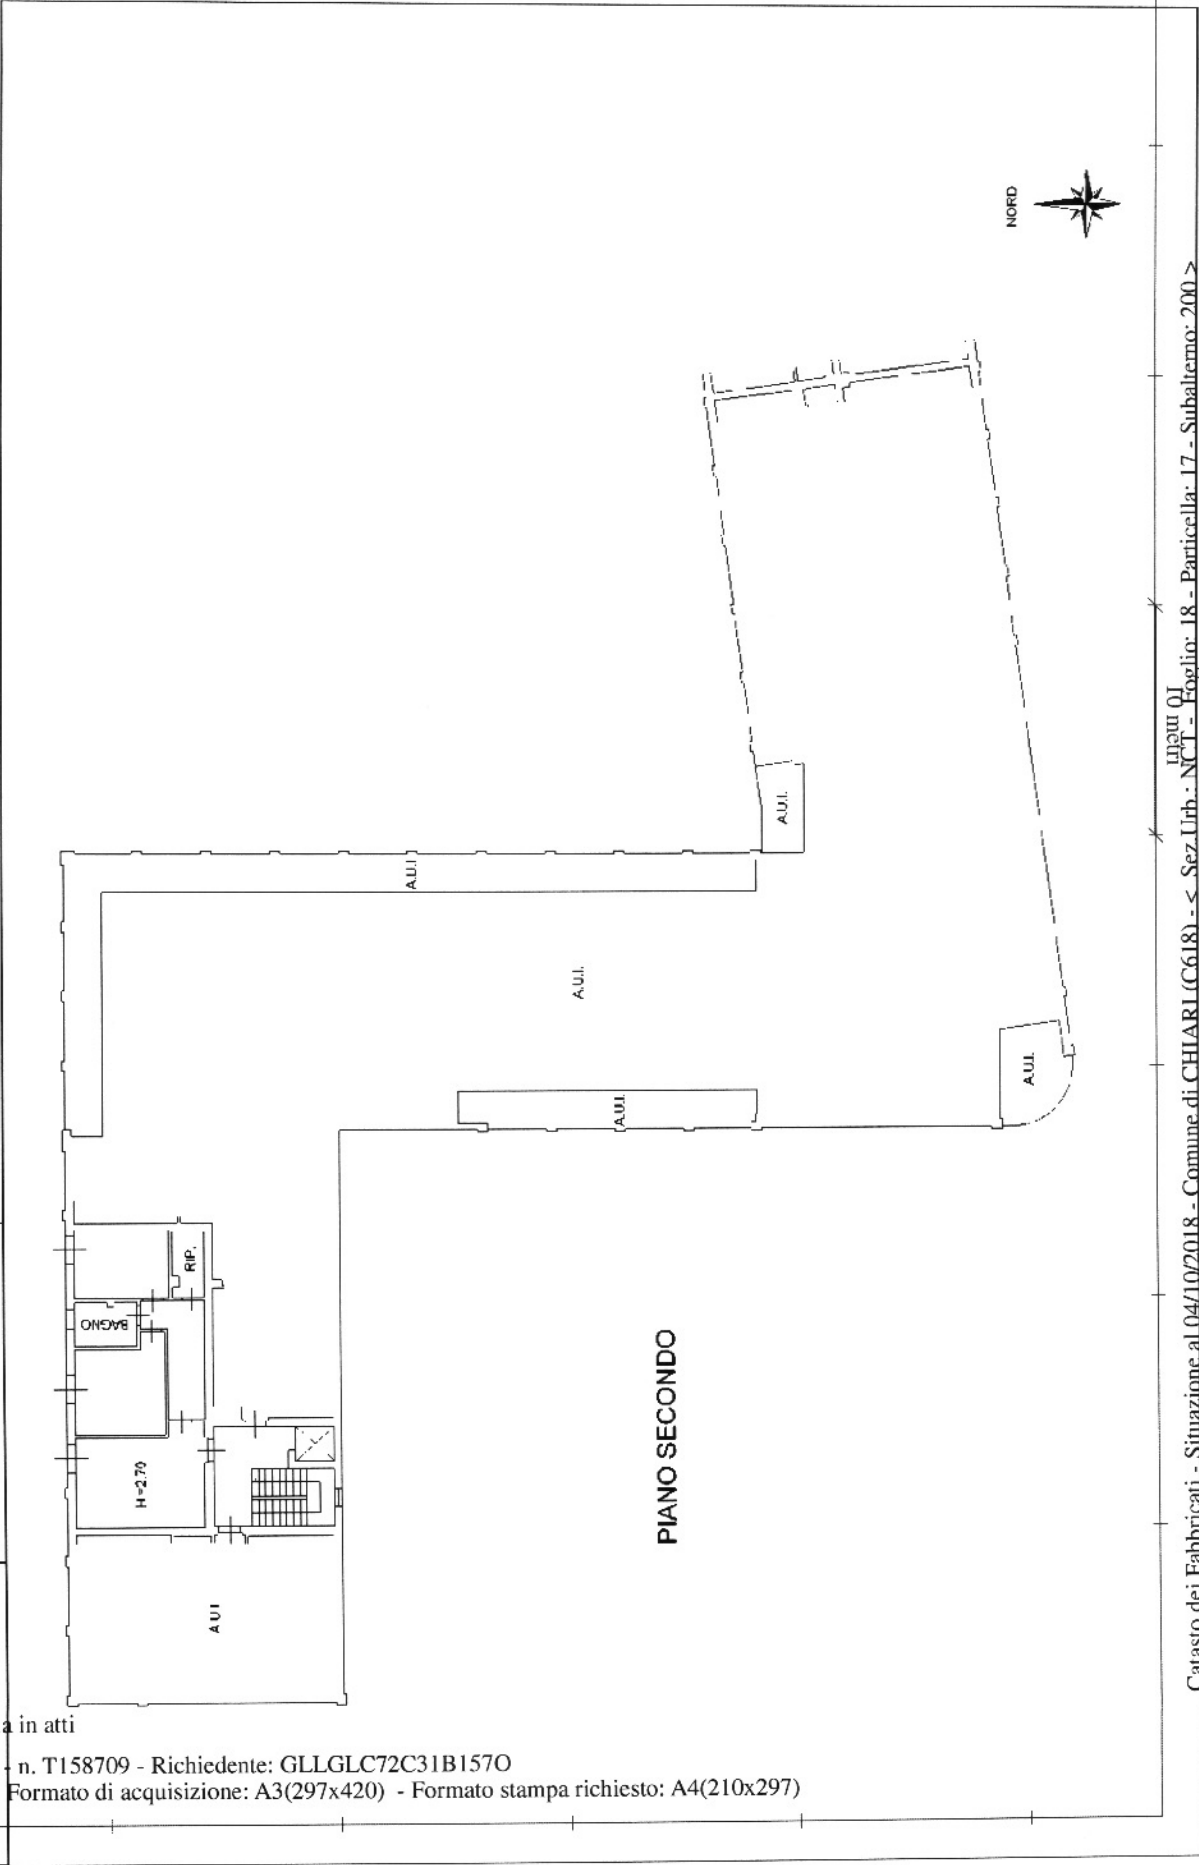 NORD
A.U.I.
A.U.I
A.U.I.
A.U.I.
A.U.I.
RIP.
BAGNO
H=2.70
A U I
PIANO SECONDO
10 metri
Catasto dei Fabbricati - Situazione al 04/10/2018 - Comune di CHIARI (C618) - < Sez.Urb.: NCT - Foglio: 18 - Particella: 17 - Subalterno: 200 >
a in atti
- n. T158709 - Richiedente: GLLGLC72C31B157O
Formato di acquisizione: A3(297x420) - Formato stampa richiesto: A4(210x297)